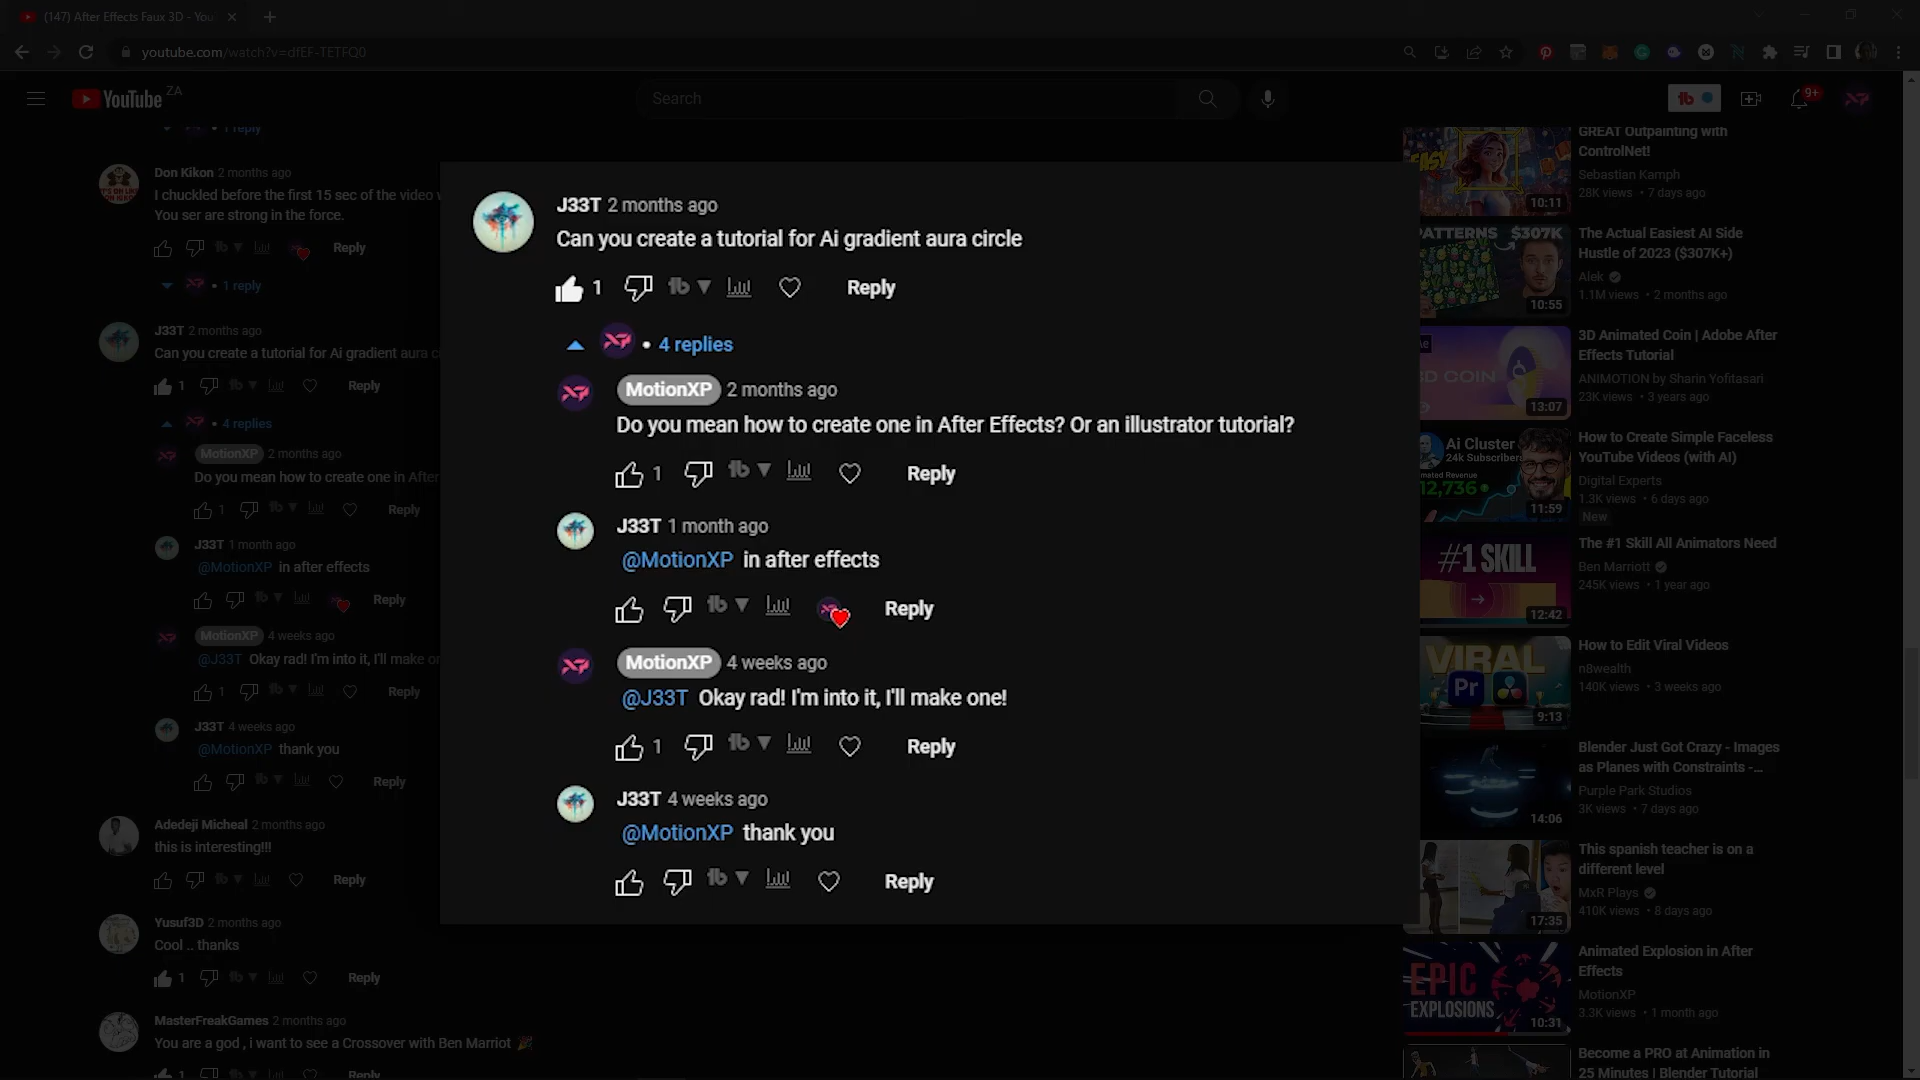 (147) After Effects Faux 3D - You
youtube.com/watch?v=dfEF-TETFQ0
YouTube ZA
Search
9+
1 reply
Don Kikon 2 months ago
I chuckled before the first 15 sec of the video
You ser are strong in the force.
Reply
1 reply
J33T 2 months ago
Can you create a tutorial for Ai gradient aura
1 Reply
4 replies
MotionXP 2 months ago
Do you mean how to create one in After
1 Reply
J33T 1 month ago
@MotionXP in after effects
Reply
MotionXP 4 weeks ago
@J33T Okay rad! I'm into it, I'll make
1 Reply
J33T 4 weeks ago
@MotionXP thank you
Reply
Adedeji Micheal 2 months ago
this is interesting!!!
Reply
Yusuf3D 2 months ago
Cool .. thanks
1 Reply
MasterFreakGames 2 months ago
You are a god , i want to see a Crossover with Ben Marriot 🎉
1 Reply
J33T 2 months ago
Can you create a tutorial for Ai gradient aura circle
1 Reply
4 replies
MotionXP 2 months ago
Do you mean how to create one in After Effects? Or an illustrator tutorial?
1 Reply
J33T 1 month ago
@MotionXP in after effects
Reply
MotionXP 4 weeks ago
@J33T Okay rad! I'm into it, I'll make one!
1 Reply
J33T 4 weeks ago
@MotionXP thank you
Reply
EASY
10:11
GREAT Outpainting with
ControlNet!
Sebastian Kamph
28K views • 7 days ago
PATTERNS $307K
10:55
The Actual Easiest AI Side
Hustle of 2023 ($307K+)
Alek
1.1M views • 2 months ago
COIN
13:07
3D Animated Coin | Adobe After
Effects Tutorial
ANIMOTION by Sharin Yofitasari
23K views • 3 years ago
Ai Cluster
24k Subscribers
Revenue
12,736
11:59
How to Create Simple Faceless
YouTube Videos (with AI)
Digital Experts
1.3K views • 6 days ago
New
#1 SKILL
12:42
The #1 Skill All Animators Need
Ben Marriott
245K views • 1 year ago
VIRAL
Pr
9:13
How to Edit Viral Videos
n8wealth
140K views • 3 weeks ago
14:06
Blender Just Got Crazy - Images
as Planes with Constraints -...
Purple Park Studios
3K views • 7 days ago
17:35
This spanish teacher is on a
different level
MxR Plays
410K views • 8 days ago
EPIC
EXPLOSIONS
10:31
Animated Explosion in After
Effects
MotionXP
3.3K views • 1 month ago
Become a PRO at Animation in
25 Minutes | Blender Tutorial